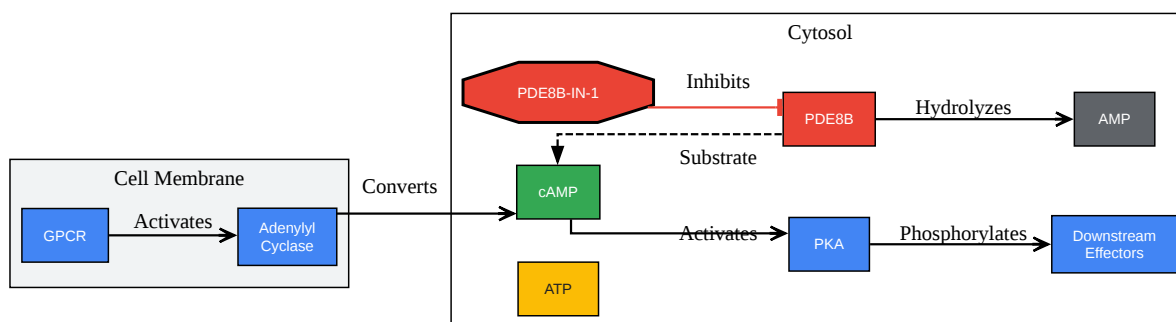 Cytosol
PDE8B-IN-1
Inhibits
PDE8B
Hydrolyzes
AMP
Substrate
cAMP
Cell Membrane
GPCR
Activates
Adenylyl
Cyclase
Converts
Activates
PKA
Phosphorylates
Downstream
Effectors
ATP